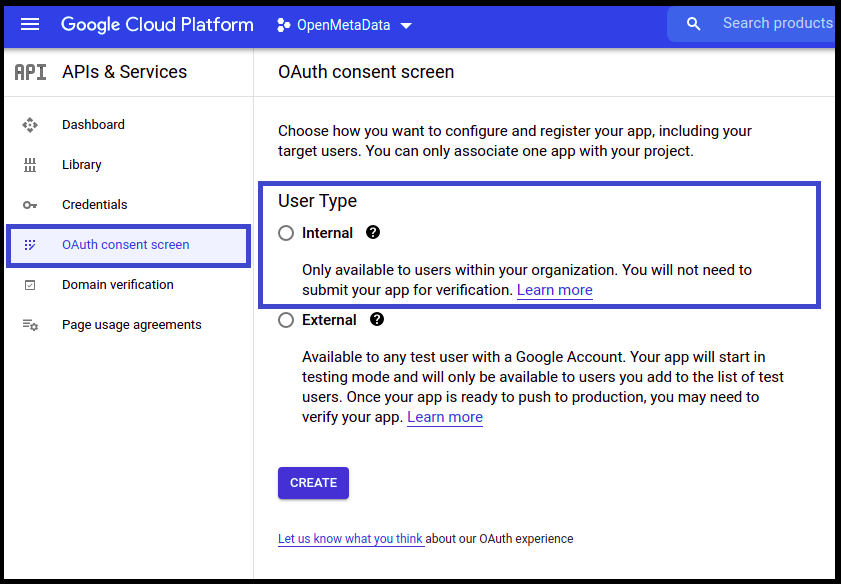 Google Cloud Platform OpenMetaData Search products
API APIs & Services
OAuth consent screen
Dashboard
Library
Credentials
OAuth consent screen
Domain verification
Page usage agreements
Choose how you want to configure and register your app, including your
target users. You can only associate one app with your project.
User Type
Internal
Only available to users within your organization. You will not need to
submit your app for verification. Learn more
External
Available to any test user with a Google Account. Your app will start in
testing mode and will only be available to users you add to the list of test
users. Once your app is ready to push to production, you may need to
verify your app. Learn more
CREATE
Let us know what you think about our OAuth experience